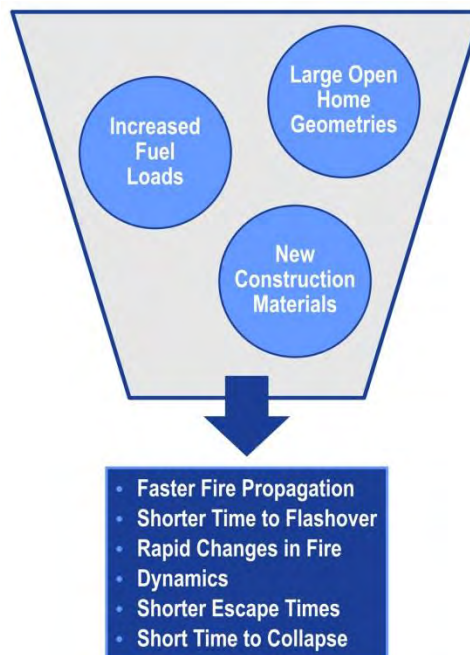 Large Open
Home
Geometries
Increased
Fuel
Loads
New
Construction
Materials
• Faster Fire Propagation
• Shorter Time to Flashover
• Rapid Changes in Fire
• Dynamics
• Shorter Escape Times
• Short Time to Collapse